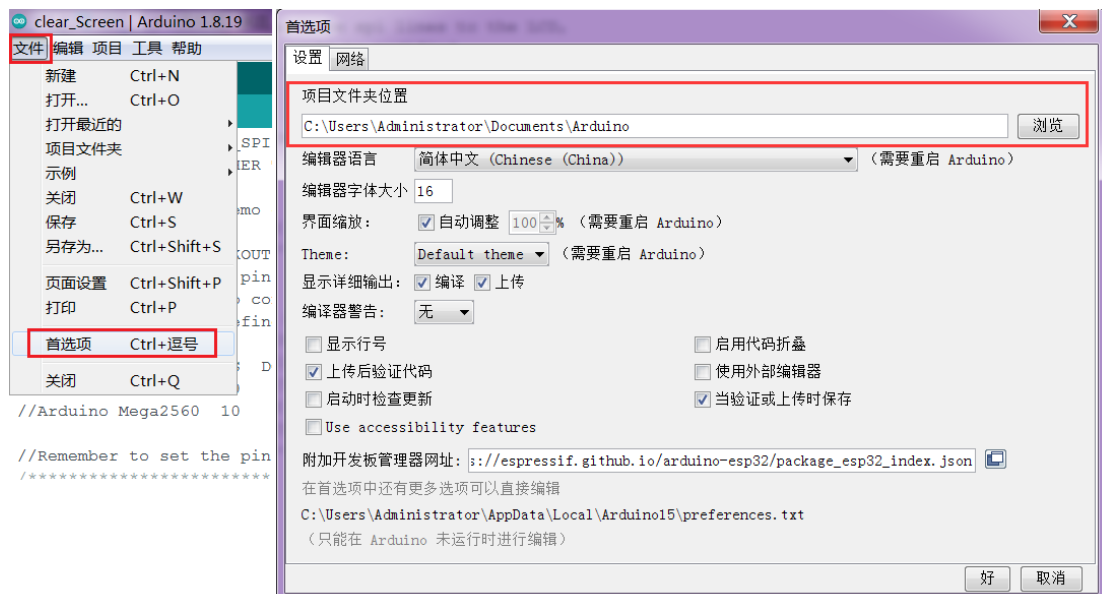 clear_Screen | Arduino 1.8.19
文件 编辑 项目 工具 帮助
新建 Ctrl+N
打开... Ctrl+O
打开最近的
项目文件夹
示例
关闭 Ctrl+W
保存 Ctrl+S
另存为... Ctrl+Shift+S
页面设置 Ctrl+Shift+P
打印 Ctrl+P
首选项 Ctrl+逗号
关闭 Ctrl+Q
_SPI
IER
emo
KOUT
pin
co
efin
D
//Arduino Mega2560 10
//Remember to set the pin
/*************************
首选项
设置 网络
项目文件夹位置
C:\Users\Administrator\Documents\Arduino 浏览
编辑器语言 简体中文 (Chinese (China)) （需要重启 Arduino）
编辑器字体大小 16
界面缩放： 自动调整 100 % （需要重启 Arduino）
Theme: Default theme （需要重启 Arduino）
显示详细输出： 编译 上传
编译器警告: 无
显示行号 启用代码折叠
上传后验证代码 使用外部编辑器
启动时检查更新 当验证或上传时保存
Use accessibility features
附加开发板管理器网址: s://espressif.github.io/arduino-esp32/package_esp32_index.json
在首选项中还有更多选项可以直接编辑
C:\Users\Administrator\AppData\Local\Arduino15\preferences.txt
（只能在 Arduino 未运行时进行编辑）
好 取消